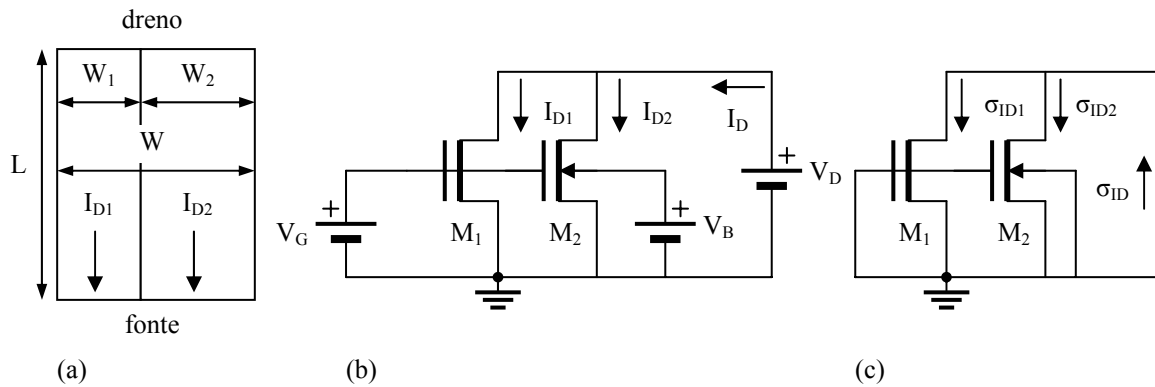 dreno
W1 W2
W
L
ID1 ID2
fonte
(a)
ID1 ID2 ID
+ VG
M1 M2
+ VB
+ VD
(b)
σID1 σID2
σID
M1 M2
(c)